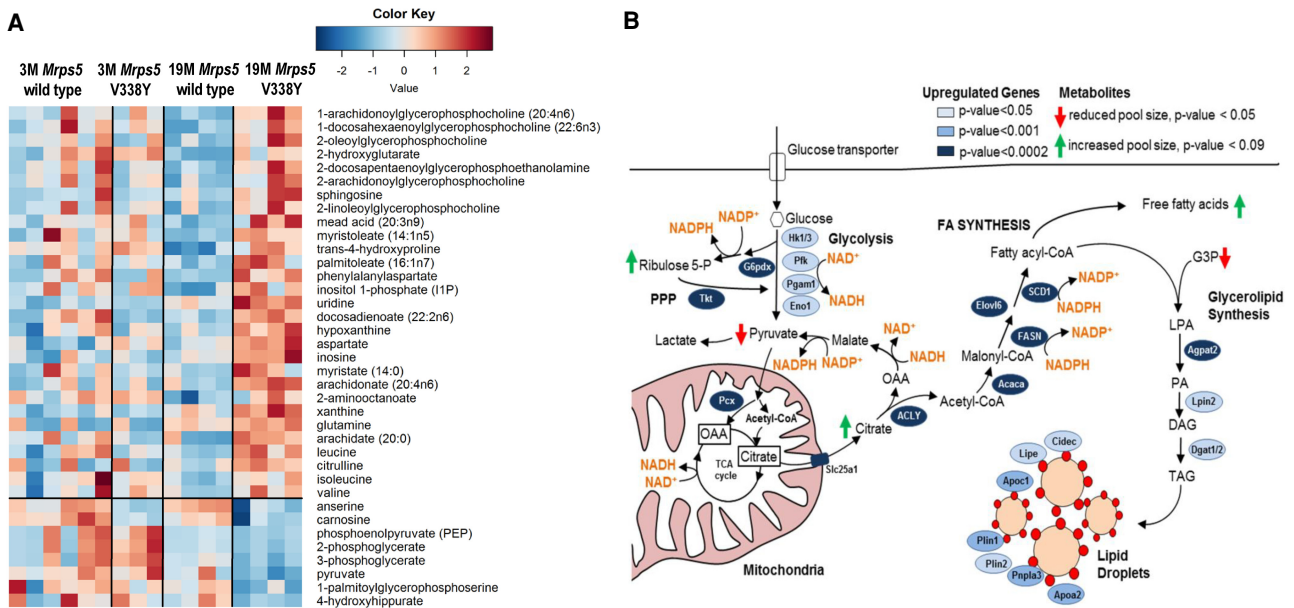 A
Color Key
-2 -1 0 1 2
Value
3M Mrps5 wild type
3M Mrps5 V338Y
19M Mrps5 wild type
19M Mrps5 V338Y
1-arachidonoylglycerophosphocholine (20:4n6)
1-docosahexaenoylglycerophosphocholine (22:6n3)
2-oleoylglycerophosphocholine
2-hydroxyglutarate
2-docosapentaenoylglycerophosphoethanolamine
2-arachidonoylglycerophosphocholine
sphingosine
2-linoleoylglycerophosphocholine
mead acid (20:3n9)
myristoleate (14:1n5)
trans-4-hydroxyproline
palmitoleate (16:1n7)
phenylalanylaspartate
inositol 1-phosphate (I1P)
uridine
docosadienoate (22:2n6)
hypoxanthine
aspartate
inosine
myristate (14:0)
arachidonate (20:4n6)
2-aminooctanoate
xanthine
glutamine
arachidate (20:0)
leucine
citrulline
isoleucine
valine
anserine
carnosine
phosphoenolpyruvate (PEP)
2-phosphoglycerate
3-phosphoglycerate
pyruvate
1-palmitoylglycerophosphoserine
4-hydroxyhippurate
B
Upregulated Genes
p-value<0.05
p-value<0.001
p-value<0.0002
Metabolites
reduced pool size, p-value < 0.05
increased pool size, p-value < 0.09
Glucose transporter
Glucose
NADP+
NADPH
Glycolysis
Hk1/3
Pfk
Pgam1
Eno1
NAD+
NADH
Ribulose 5-P
G6pdx
PPP
Tkt
Lactate
Pyruvate
Malate
NADPH
NADP+
NAD+
NADH
OAA
Pcx
Acetyl-CoA
OAA
Citrate
TCA cycle
NADH
NAD+
Slc25a1
Mitochondria
Citrate
ACLY
Acetyl-CoA
Acaca
Malonyl-CoA
FASN
NADP+
NADPH
Elovl6
SCD1
NADP+
NADPH
FA SYNTHESIS
Fatty acyl-CoA
Free fatty acids
G3P
Glycerolipid
Synthesis
LPA
Agpat2
PA
Lpin2
DAG
Dgat1/2
TAG
Cidec
Lipe
Apoc1
Plin1
Plin2
Pnpla3
Apoa2
Lipid
Droplets